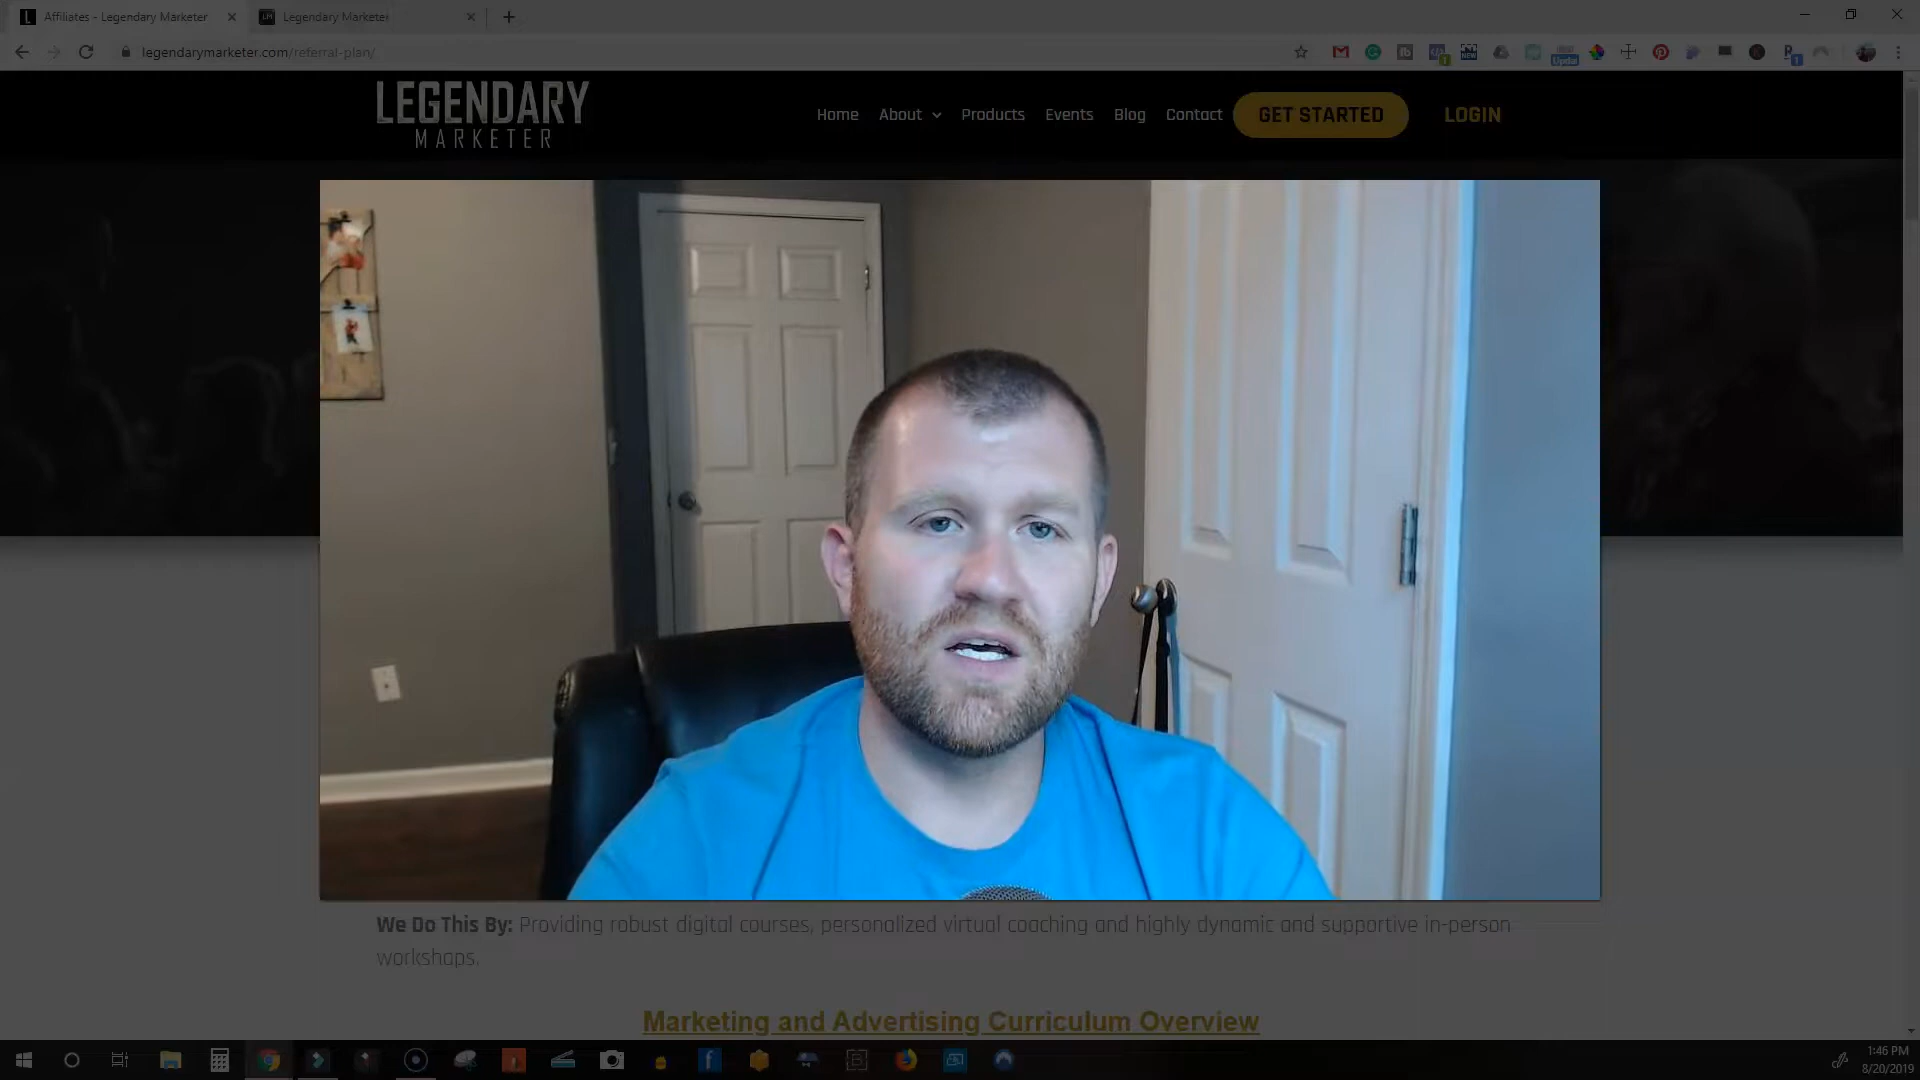 Affiliates - Legendary Marketer
Legendary Marketer
legendarymarketer.com/referral-plan/
LEGENDARY
MARKETER
Home
About
Products
Events
Blog
Contact
GET STARTED
LOGIN
We Do This By: Providing robust digital courses, personalized virtual coaching and highly dynamic and supportive in-person
workshops.
Marketing and Advertising Curriculum Overview
1:46 PM
8/20/2019